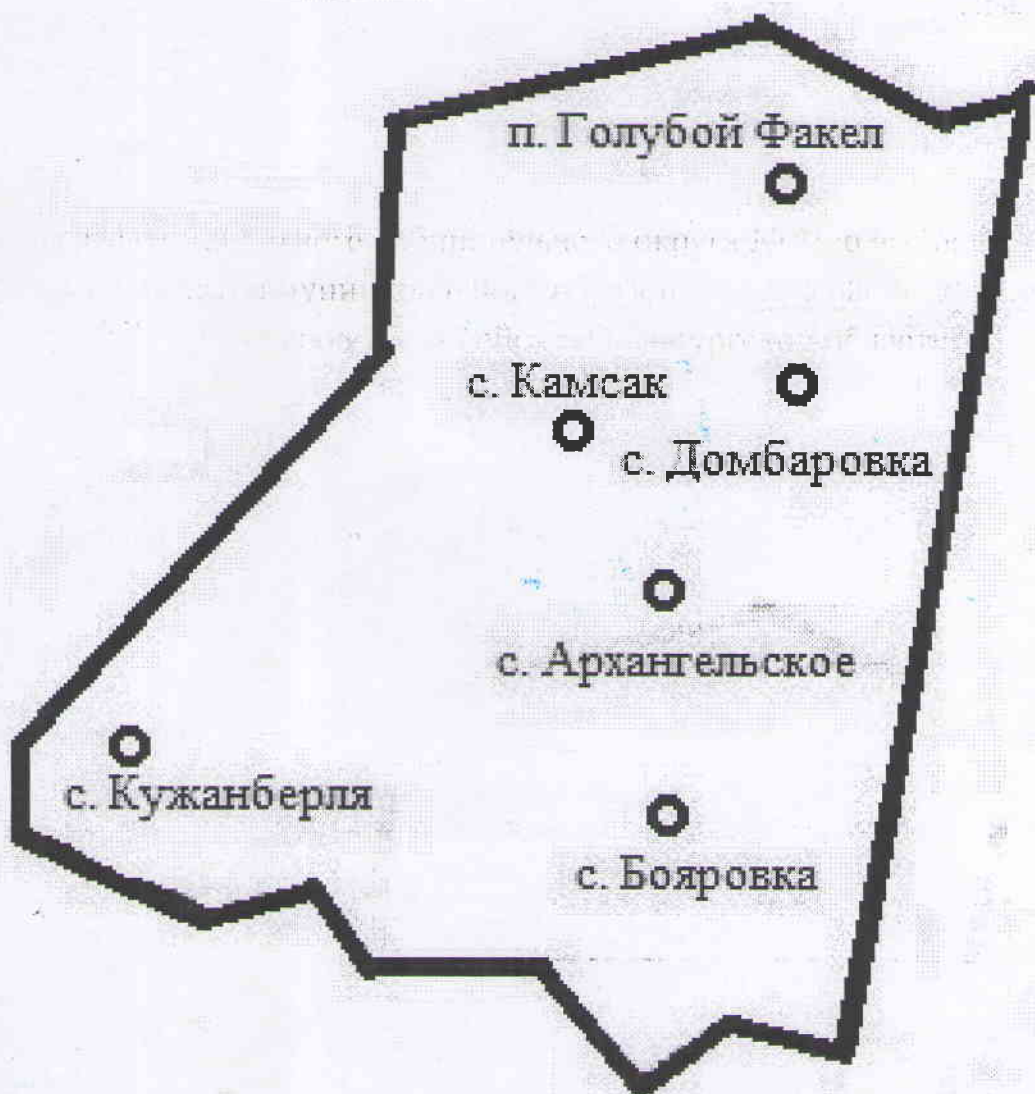 п. Голубой Факел
с. Камсак
с. Домбаровка
с. Архангельское
с. Кужанберля
с. Бояровка